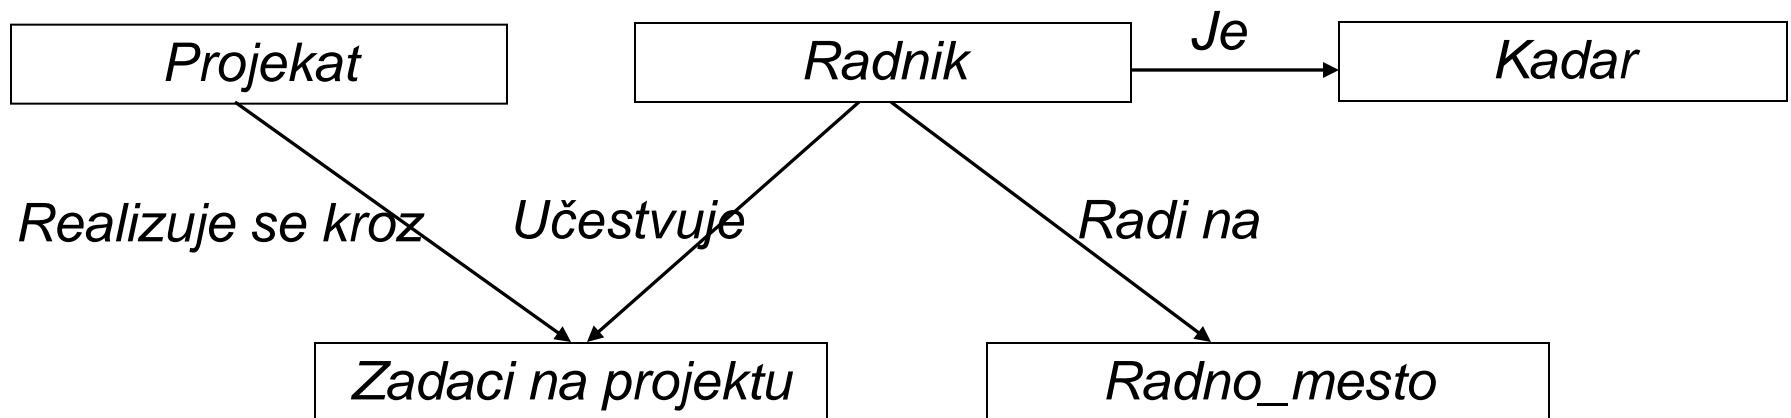 Projekat
Radnik
Je
Kadar
Realizuje se kroz
Učestvuje
Radi na
Zadaci na projektu
Radno_mesto